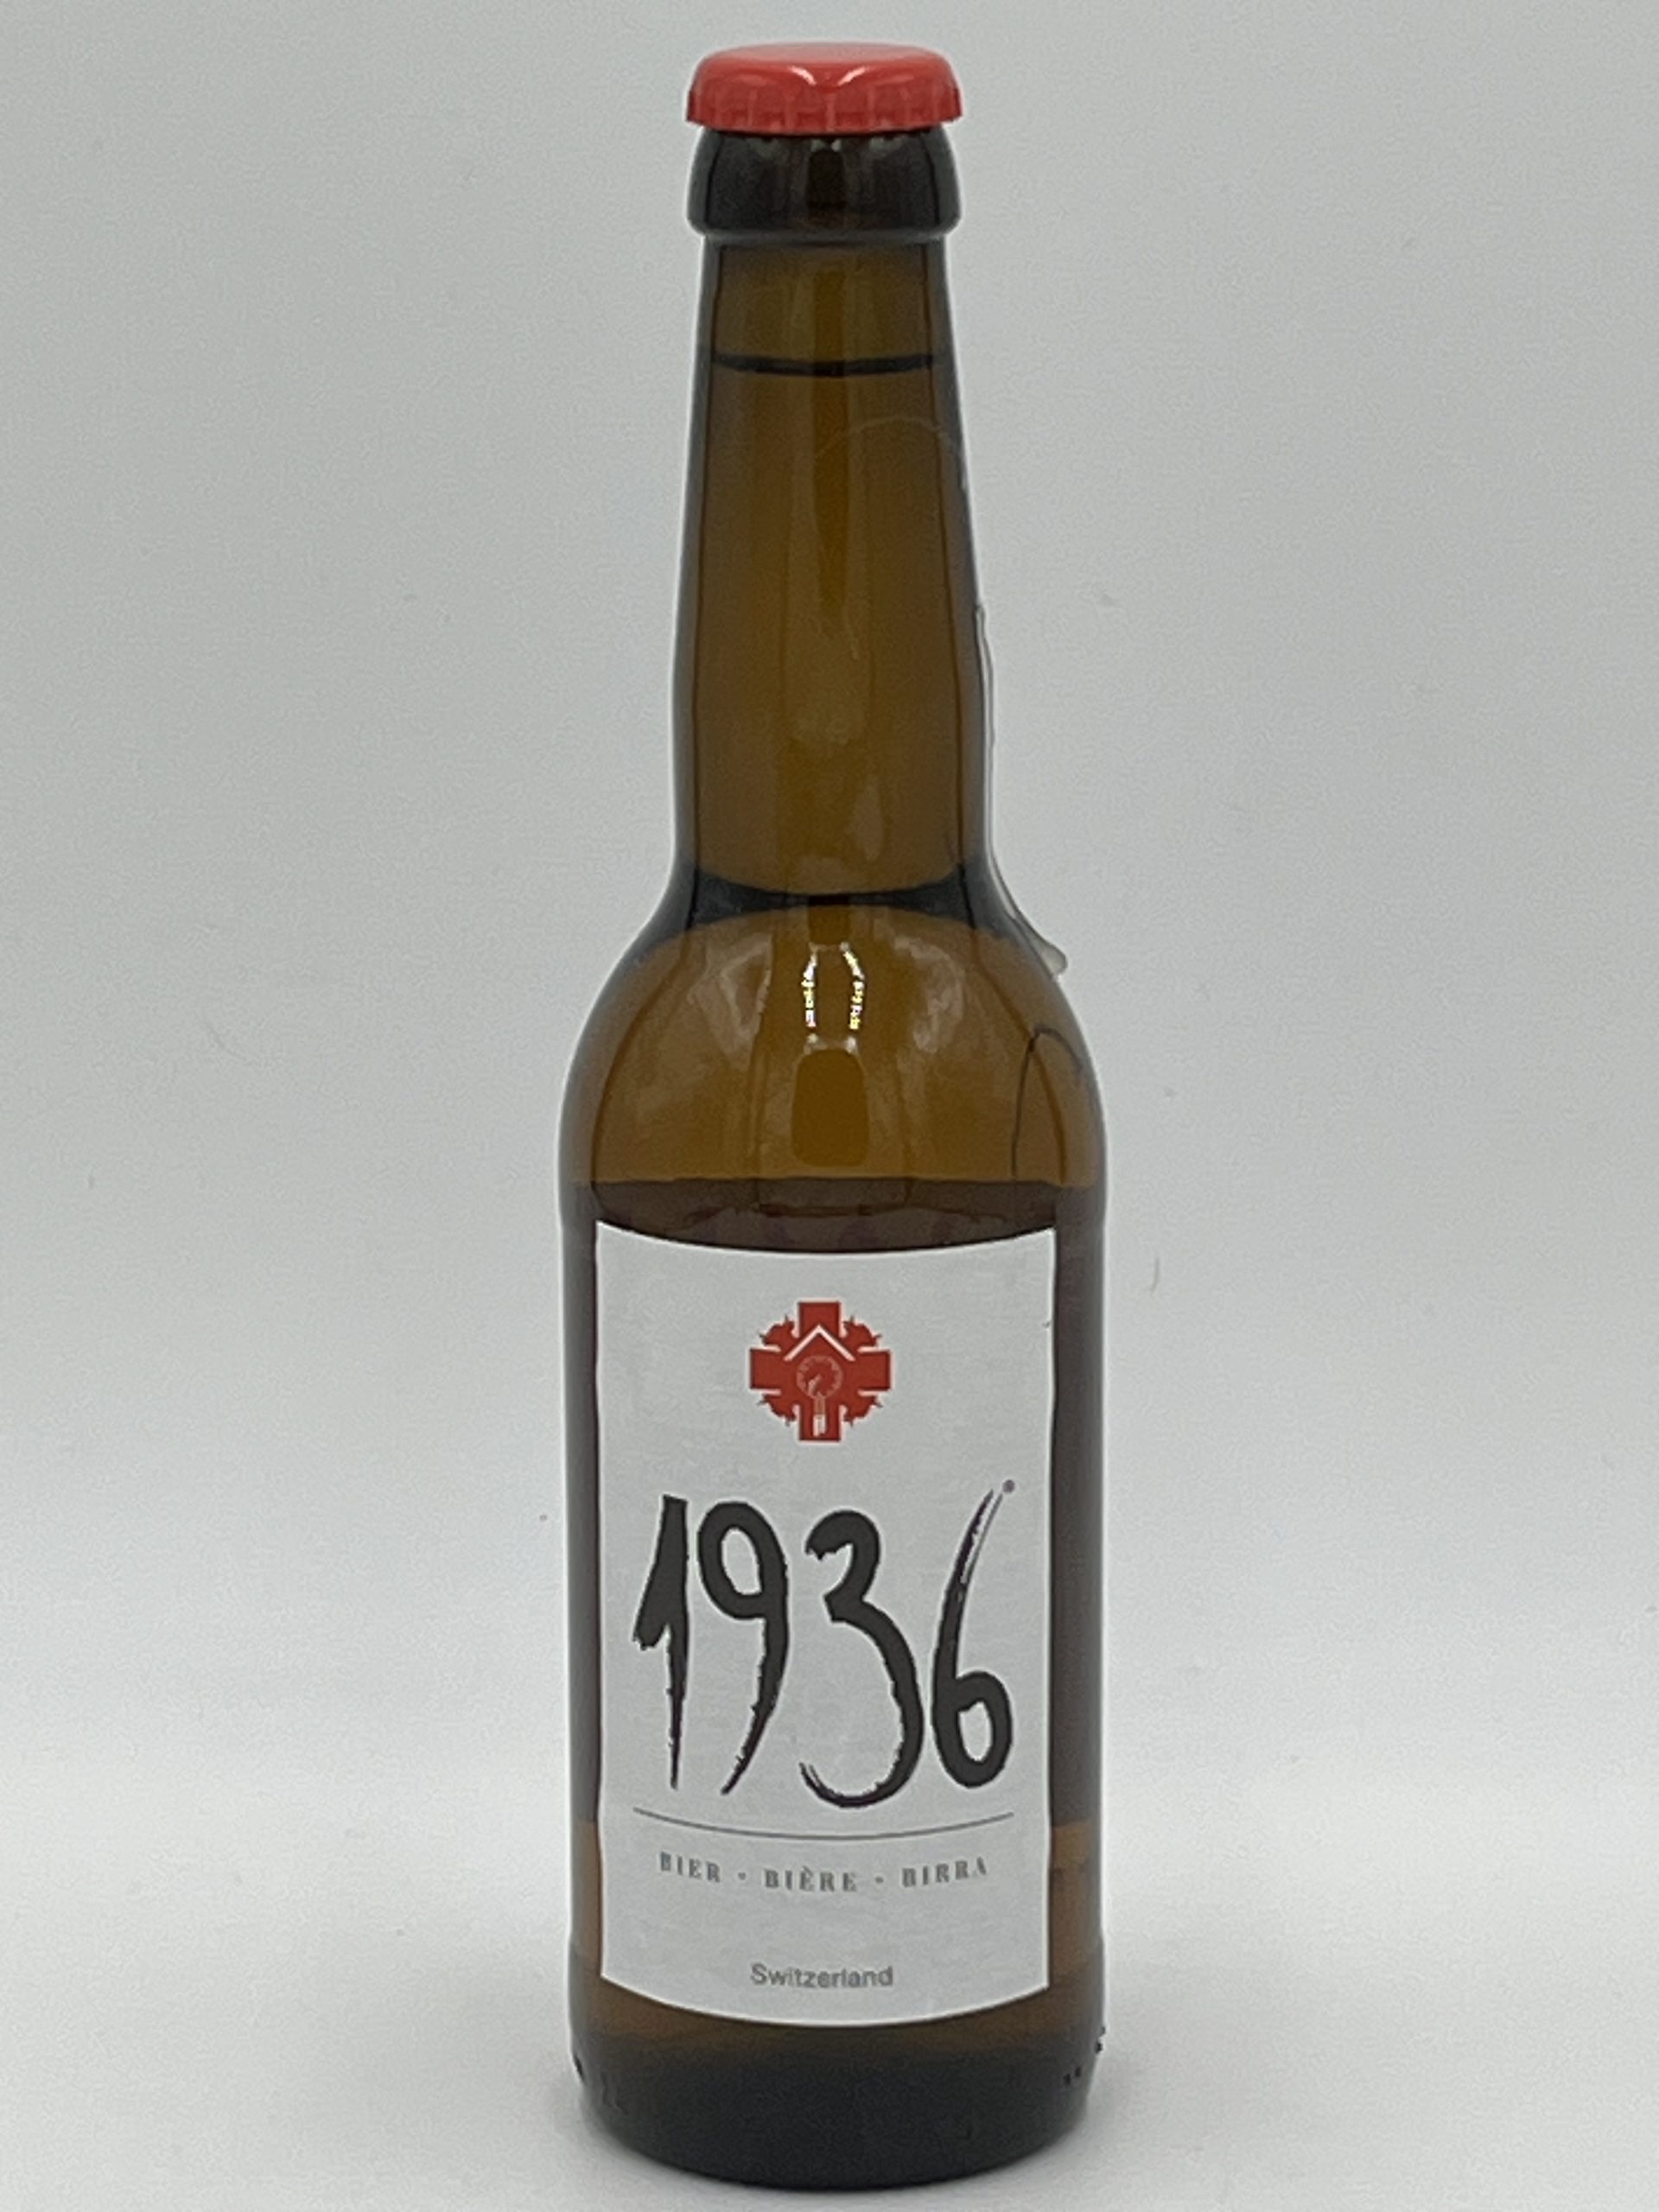 1936
BIER • BIÈRE • BIRRA
Switzerland